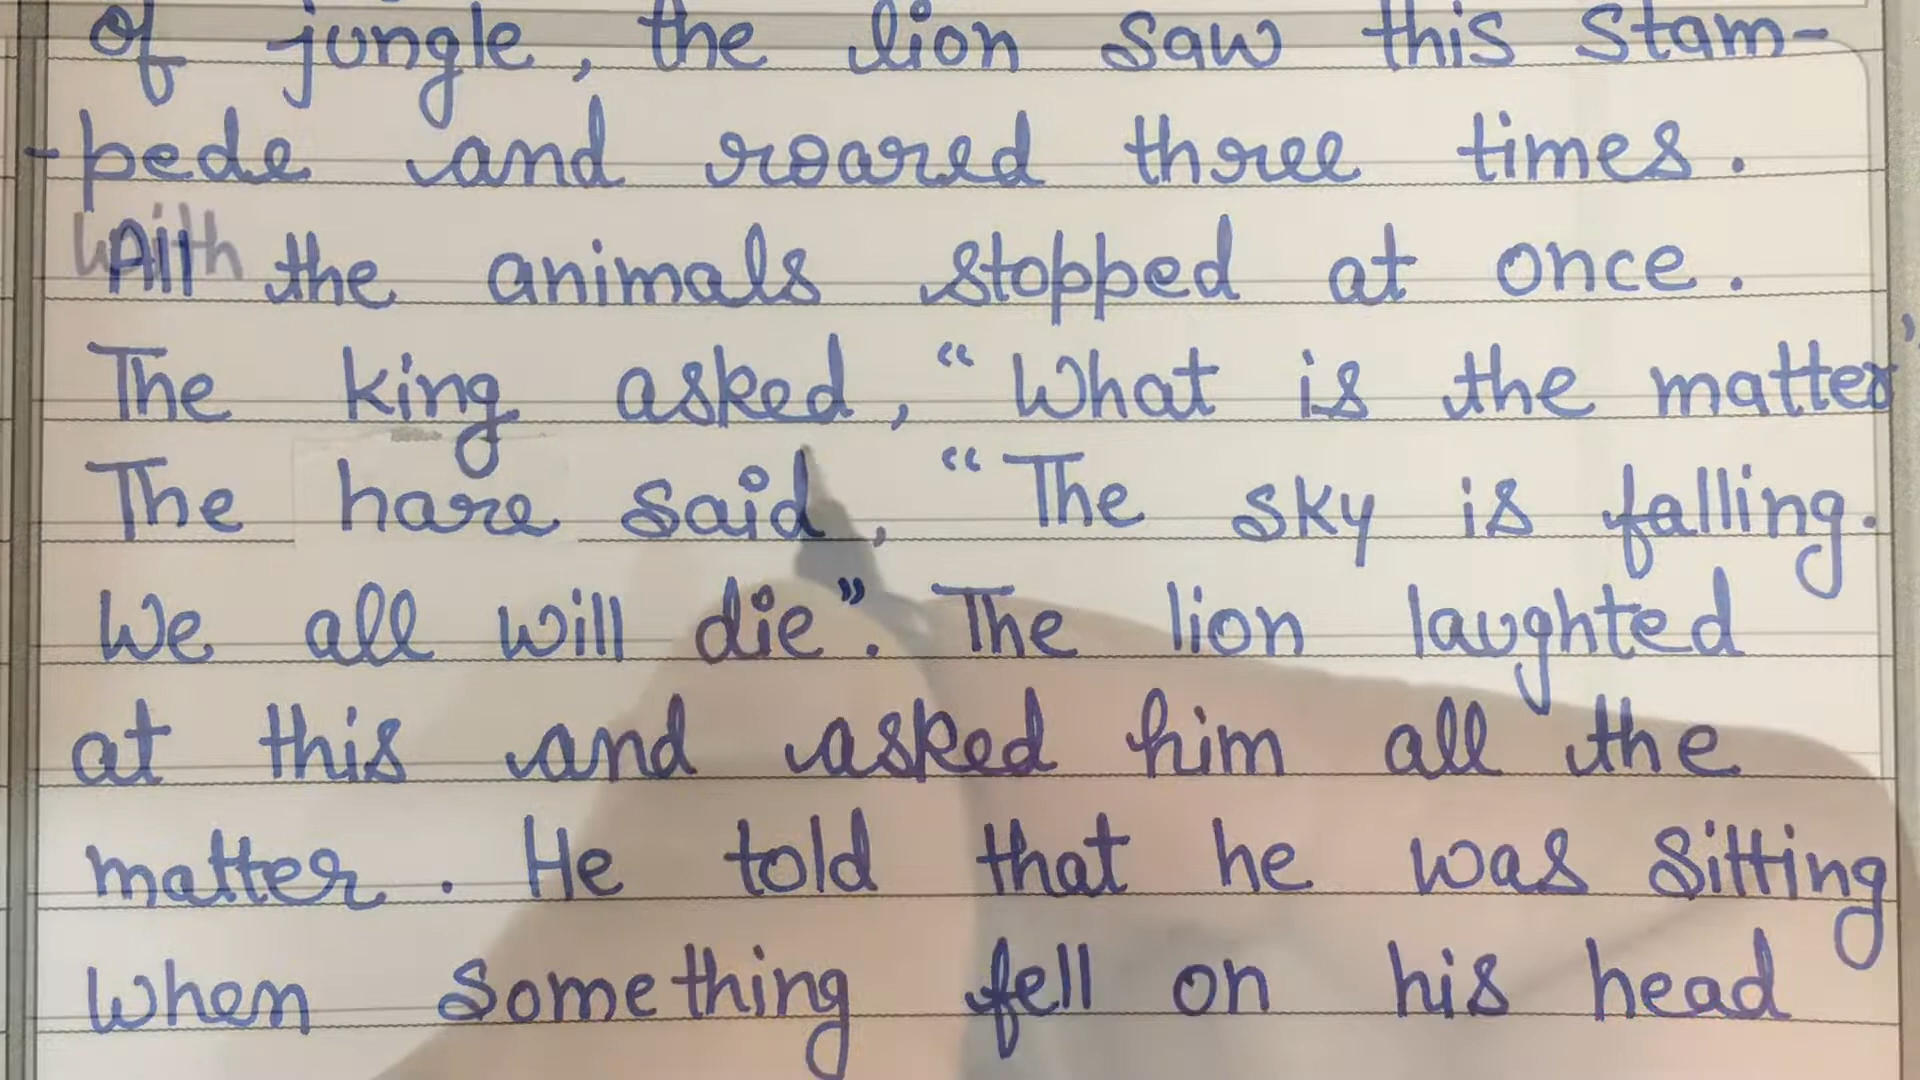 of jungle, the lion saw this stam-
-pede and roared three times.
All the animals stopped at once.
The king asked, "What is the matter"
The hare said, "The sky is falling.
We all will die". The lion laughted
at this and asked him all the
matter. He told that he was sitting
when something fell on his head